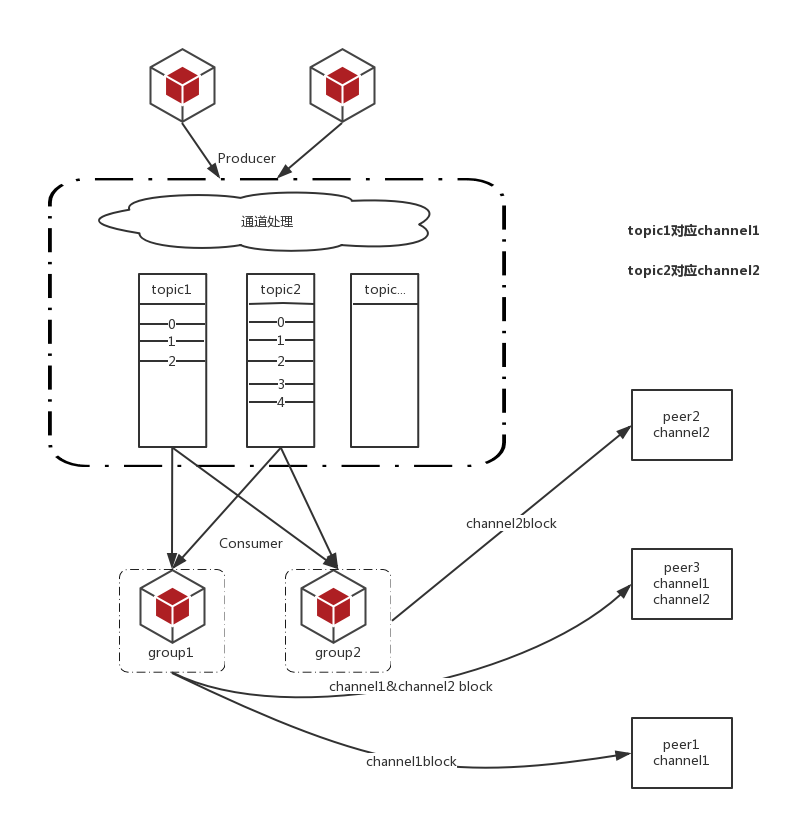 Producer
通道处理
topic1对应channel1
topic2对应channel2
topic1
topic2
topic...
0
1
2
0
1
2
3
4
peer2
channel2
channel2block
Consumer
peer3
channel1
channel2
group1
group2
channel1&channel2 block
peer1
channel1
channel1block